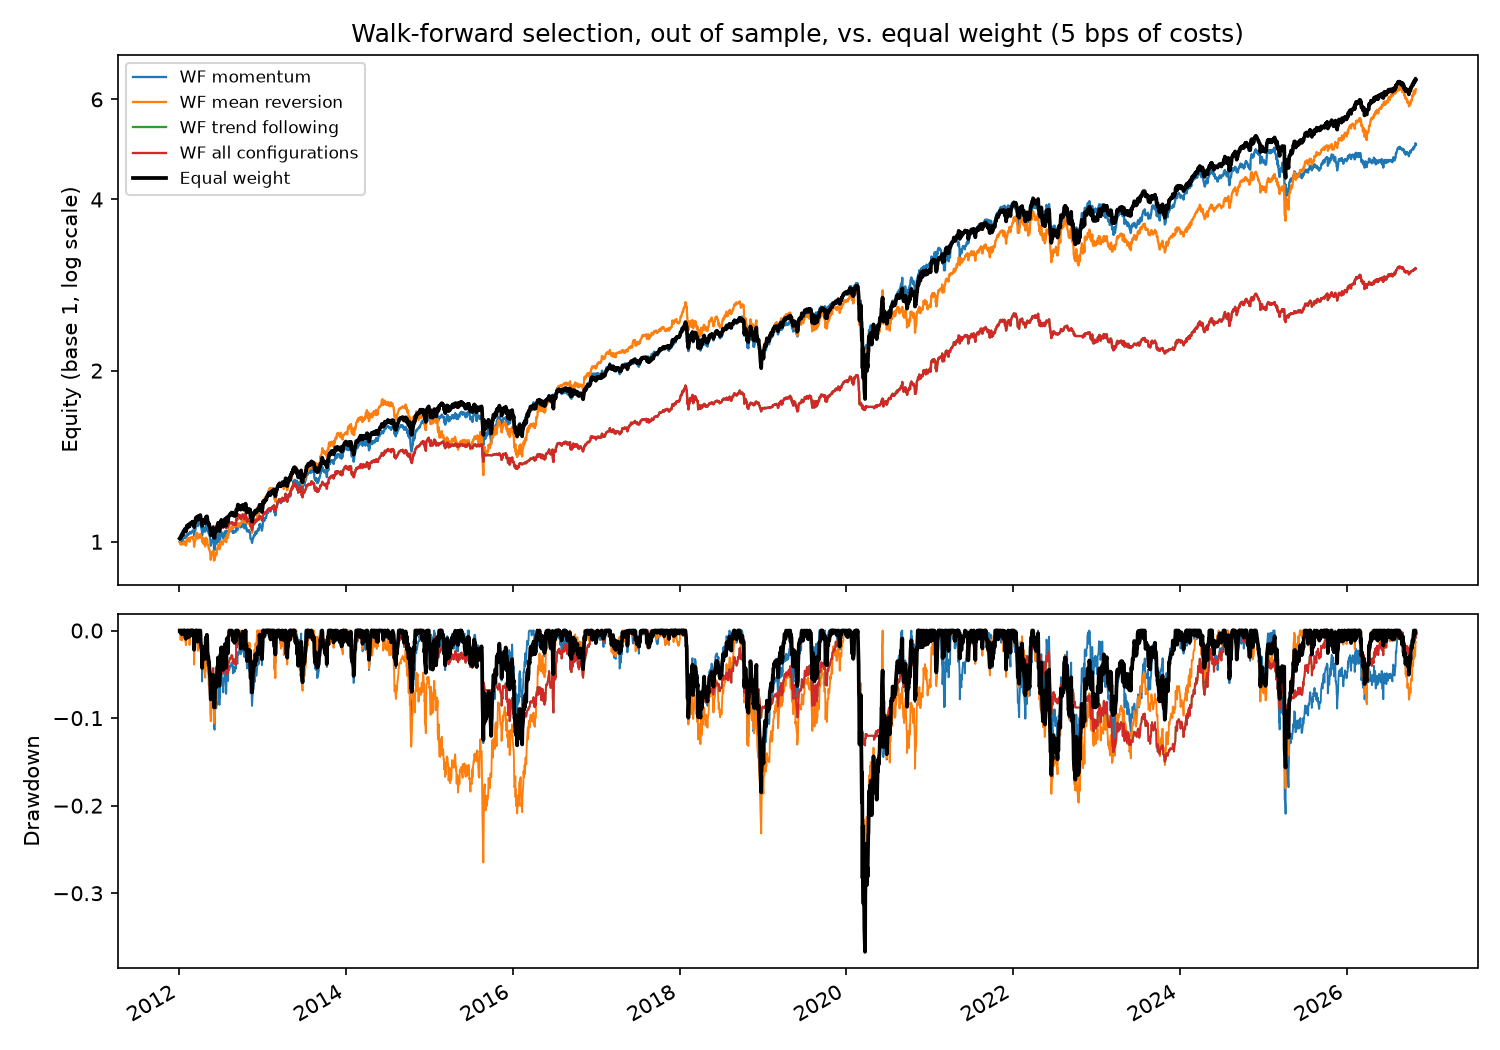 Walk-forward selection, out of sample, vs. equal weight (5 bps of costs)
WF momentum
WF mean reversion
WF trend following
WF all configurations
Equal weight
Equity (base 1, log scale)
6
4
2
1
Drawdown
0.0
−0.1
−0.2
−0.3
2012
2014
2016
2018
2020
2022
2024
2026